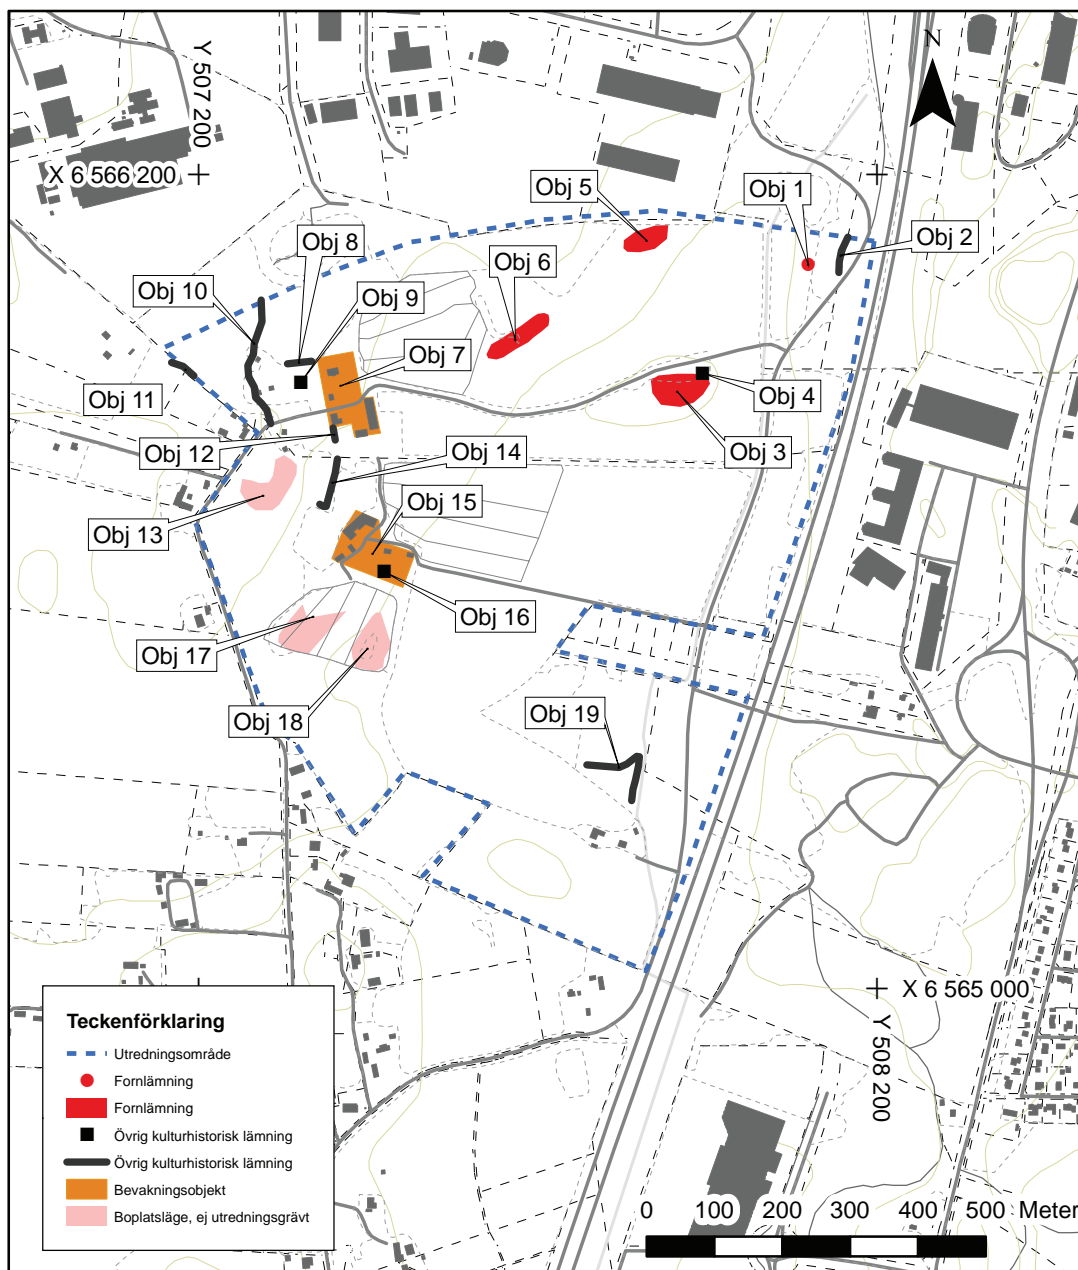 Y 507 200
N
X 6 566 200
Obj 5
Obj 1
Obj 2
Obj 8
Obj 6
Obj 10
Obj 9
Obj 7
Obj 4
Obj 11
Obj 12
Obj 14
Obj 3
Obj 15
Obj 13
Obj 16
Obj 17
Obj 18
Obj 19
X 6 565 000
Y 508 200
Teckenförklaring
Utredningsområde
Fornlämning
Fornlämning
Övrig kulturhistorisk lämning
Övrig kulturhistorisk lämning
Bevakningsobjekt
Boplatsläge, ej utredningsgrävt
0 100 200 300 400 500 Meter